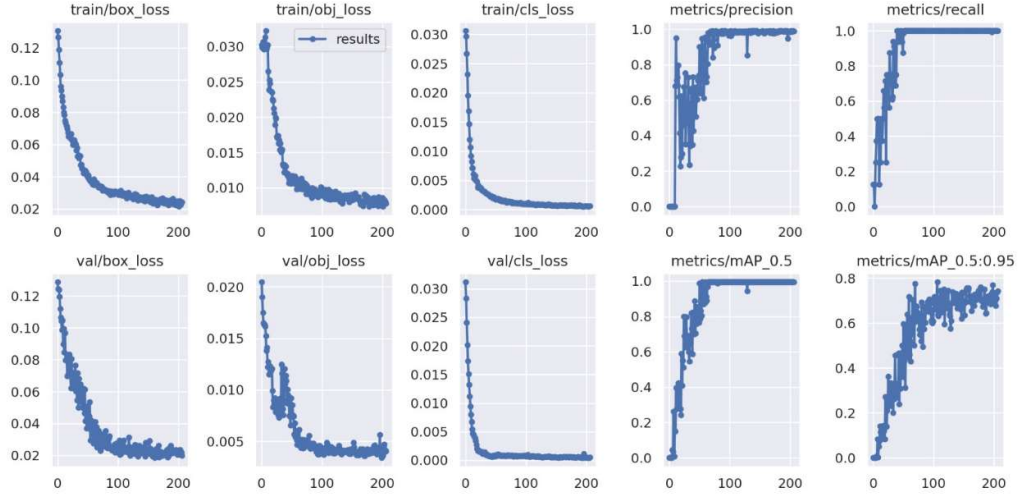 train/box_loss
train/obj_loss
train/cls_loss
metrics/precision
metrics/recall
0.12
0.10
0.08
0.06
0.04
0.02
0 100 200
results
0.030
0.025
0.020
0.015
0.010
0 100 200
0.030
0.025
0.020
0.015
0.010
0.005
0.000
0 100 200
1.0
0.8
0.6
0.4
0.2
0.0
0 100 200
1.0
0.8
0.6
0.4
0.2
0.0
0 100 200
val/box_loss
val/obj_loss
val/cls_loss
metrics/mAP_0.5
metrics/mAP_0.5:0.95
0.12
0.10
0.08
0.06
0.04
0.02
0 100 200
0.020
0.015
0.010
0.005
0 100 200
0.030
0.025
0.020
0.015
0.010
0.005
0.000
0 100 200
1.0
0.8
0.6
0.4
0.2
0.0
0 100 200
0.8
0.6
0.4
0.2
0.0
0 100 200